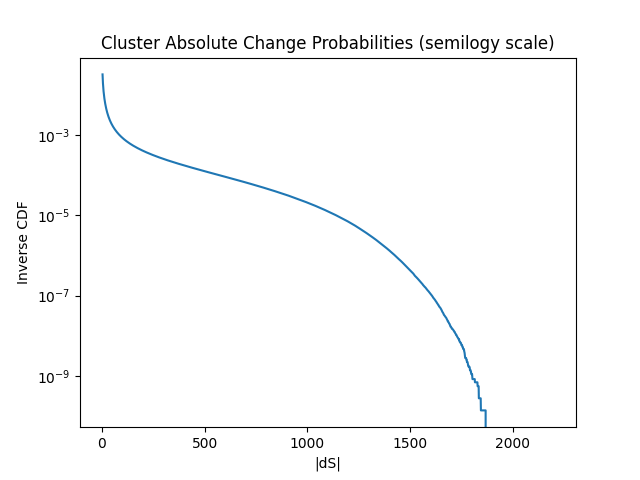 Cluster Absolute Change Probabilities (semilogy scale)
10⁻³
10⁻⁵
10⁻⁷
10⁻⁹
Inverse CDF
0 500 1000 1500 2000
|dS|